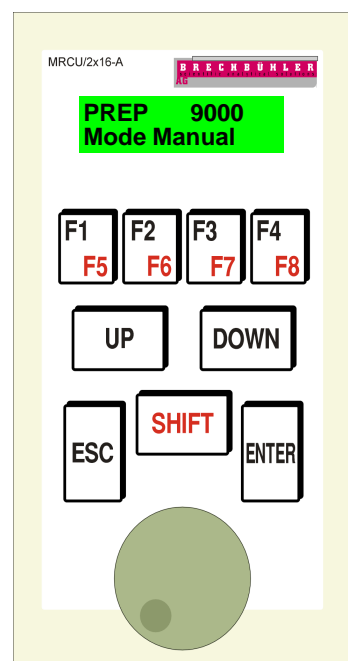 MRCU/2x16-A
BRECHBÜHLER
AG
PREP 9000
Mode Manual
F1 F2 F3 F4
F5 F6 F7 F8
UP DOWN
SHIFT
ESC ENTER